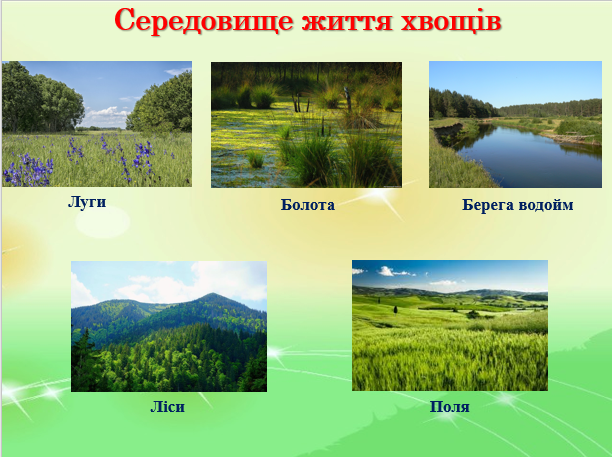 Середовище життя хвощів
Луги
Болота
Берега водойм
Ліси
Поля